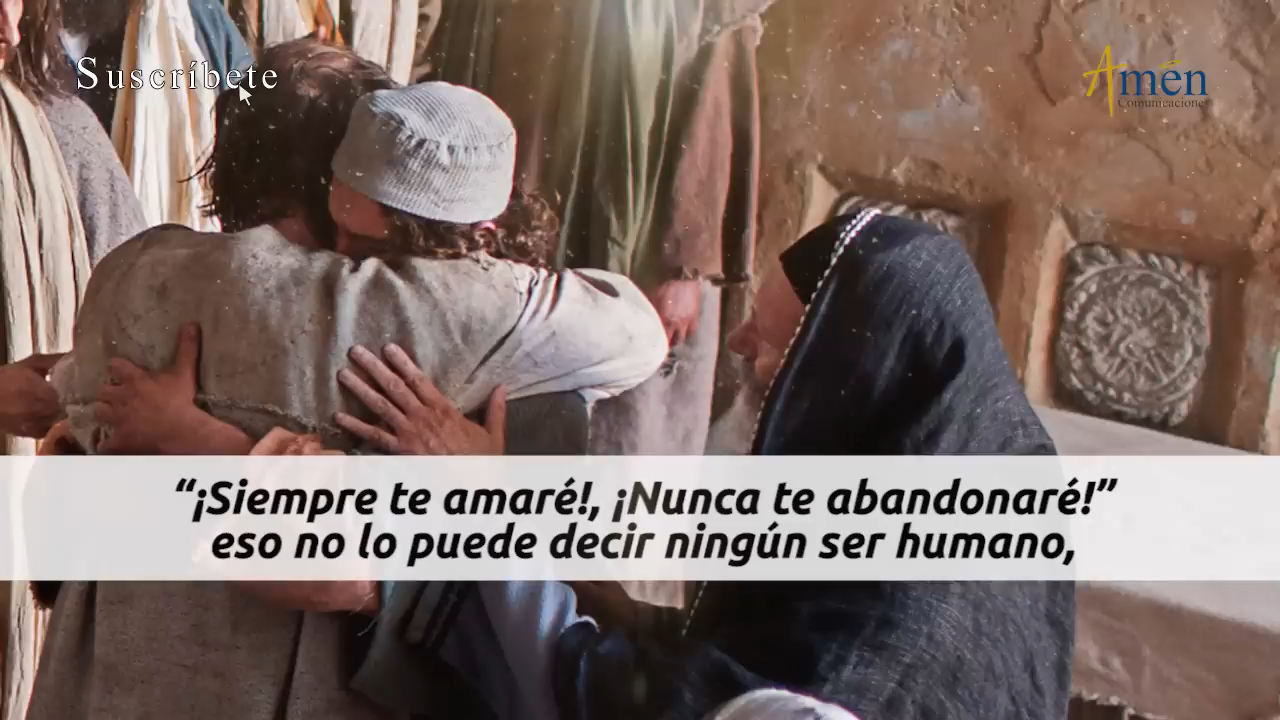 Suscríbete
Amén
Comunicaciones
“¡Siempre te amaré!, ¡Nunca te abandonaré!”
eso no lo puede decir ningún ser humano,